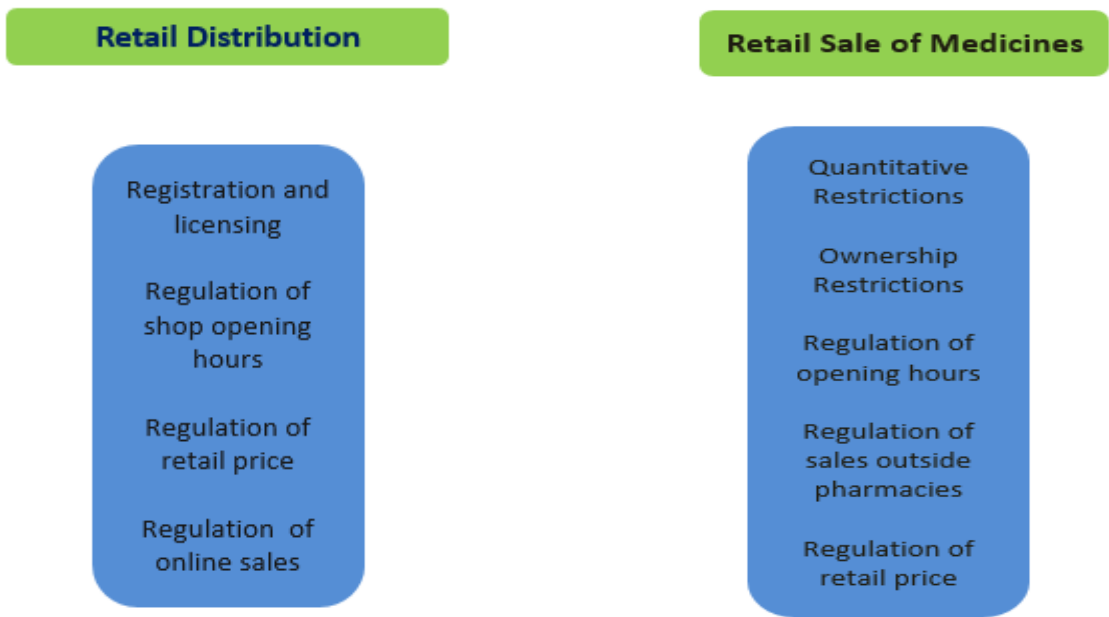 Retail Distribution
Registration and
licensing
Regulation of
shop opening
hours
Regulation of
retail price
Regulation of
online sales
Retail Sale of Medicines
Quantitative
Restrictions
Ownership
Restrictions
Regulation of
opening hours
Regulation of
sales outside
pharmacies
Regulation of
retail price